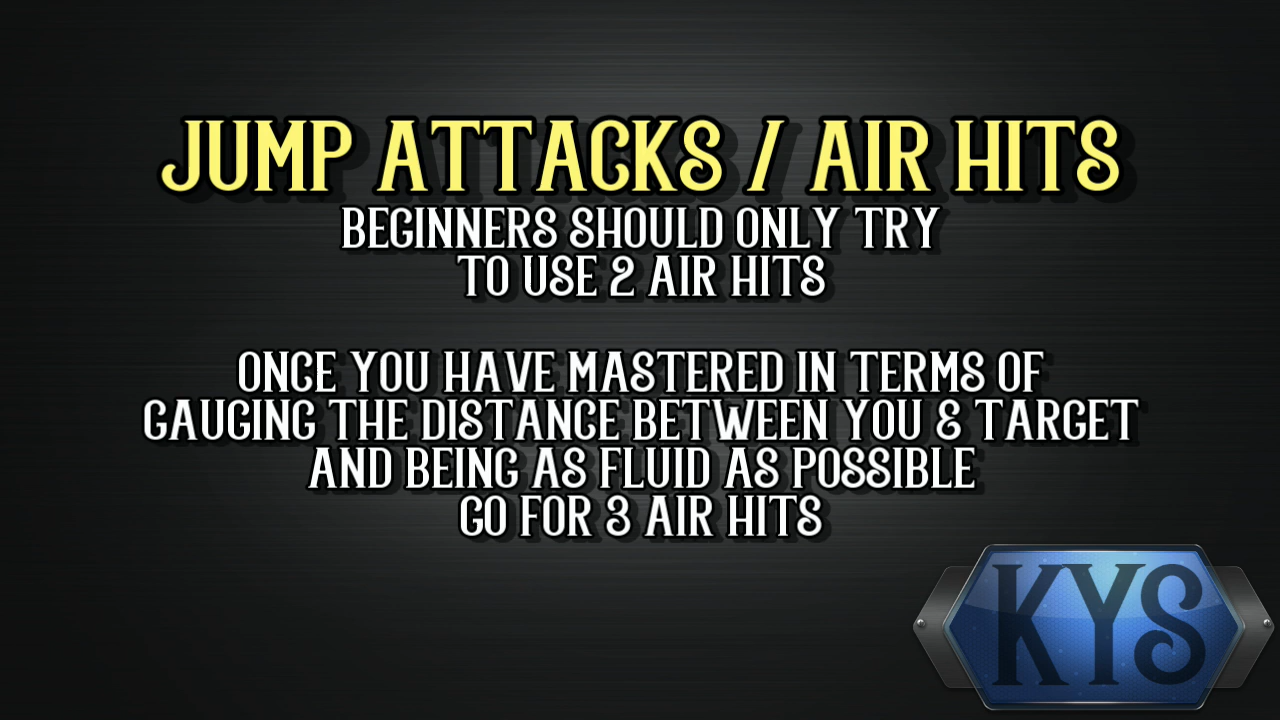 JUMP ATTACKS / AIR HITS
BEGINNERS SHOULD ONLY TRY
TO USE 2 AIR HITS
ONCE YOU HAVE MASTERED IN TERMS OF
GAUGING THE DISTANCE BETWEEN YOU & TARGET
AND BEING AS FLUID AS POSSIBLE
GO FOR 3 AIR HITS
KYS